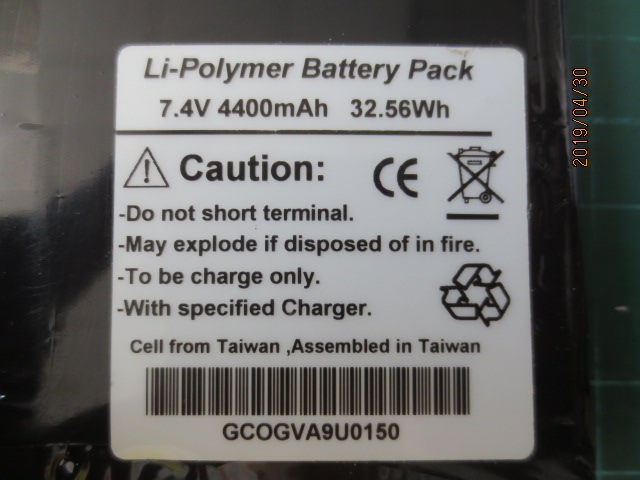 Li-Polymer Battery Pack
7.4V 4400mAh 32.56Wh
Caution:
CE
-Do not short terminal.
-May explode if disposed of in fire.
-To be charge only.
-With specified Charger.
Cell from Taiwan ,Assembled in Taiwan
GCOGVA9U0150
2019/04/30